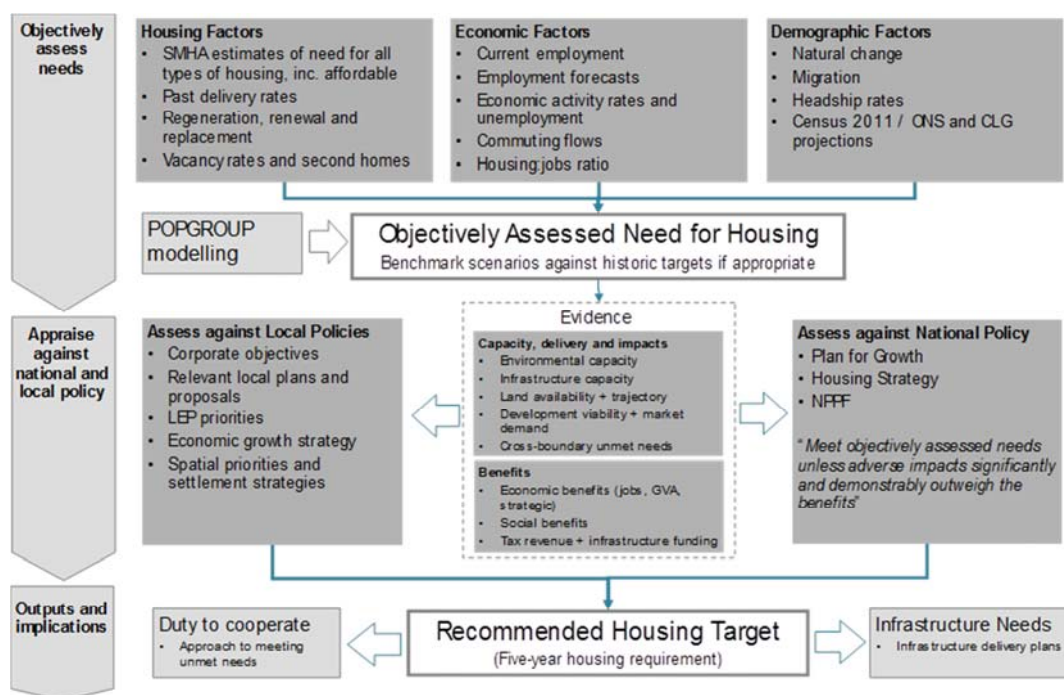 Objectively
assess
needs
Housing Factors
• SMHA estimates of need for all
types of housing, inc. affordable
• Past delivery rates
• Regeneration, renewal and
replacement
• Vacancy rates and second homes
Economic Factors
• Current employment
• Employment forecasts
• Economic activity rates and
unemployment
• Commuting flows
• Housing:jobs ratio
Demographic Factors
• Natural change
• Migration
• Headship rates
• Census 2011 / ONS and CLG
projections
POPGROUP
modelling
Objectively Assessed Need for Housing
Benchmark scenarios against historic targets if appropriate
Appraise
against
national and
local policy
Assess against Local Policies
• Corporate objectives
• Relevant local plans and
proposals
• LEP priorities
• Economic growth strategy
• Spatial priorities and
settlement strategies
Evidence
Capacity, delivery and impacts
• Environmental capacity
• Infrastructure capacity
• Land availability + trajectory
• Development viability + market
demand
• Cross-boundary unmet needs
Benefits
• Economic benefits (jobs, GVA,
strategic)
• Social benefits
• Tax revenue + infrastructure funding
Assess against National Policy
• Plan for Growth
• Housing Strategy
• NPPF
"Meet objectively assessed needs
unless adverse impacts significantly
and demonstrably outweigh the
benefits"
Outputs and
implications
Duty to cooperate
• Approach to meeting
unmet needs
Recommended Housing Target
(Five-year housing requirement)
Infrastructure Needs
• Infrastructure delivery plans